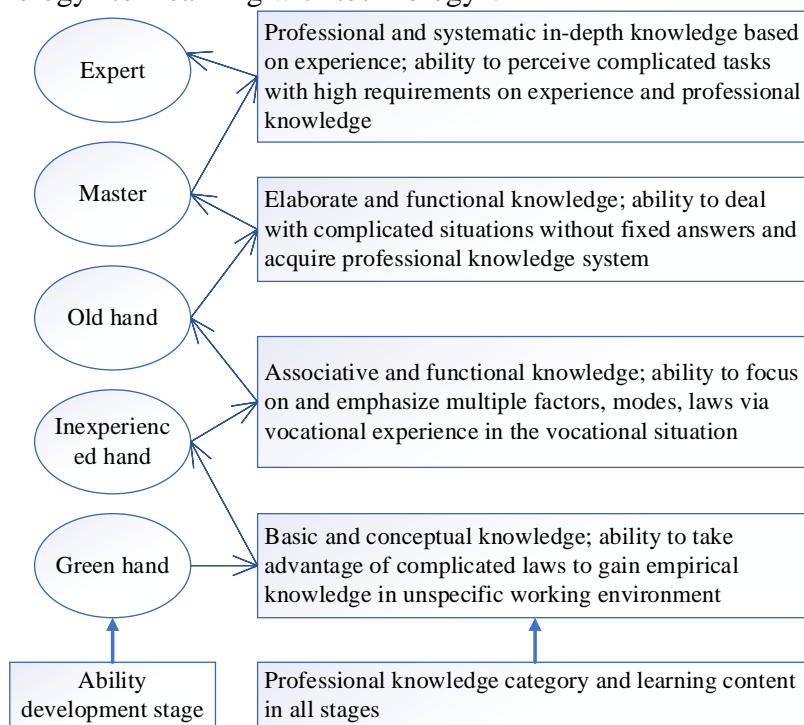 Expert
Professional and systematic in-depth knowledge based
on experience; ability to perceive complicated tasks
with high requirements on experience and professional
knowledge
Master
Elaborate and functional knowledge; ability to deal
with complicated situations without fixed answers and
acquire professional knowledge system
Old hand
Associative and functional knowledge; ability to focus
on and emphasize multiple factors, modes, laws via
vocational experience in the vocational situation
Inexperienc
ed hand
Green hand
Basic and conceptual knowledge; ability to take
advantage of complicated laws to gain empirical
knowledge in unspecific working environment
Ability
development stage
Professional knowledge category and learning content
in all stages